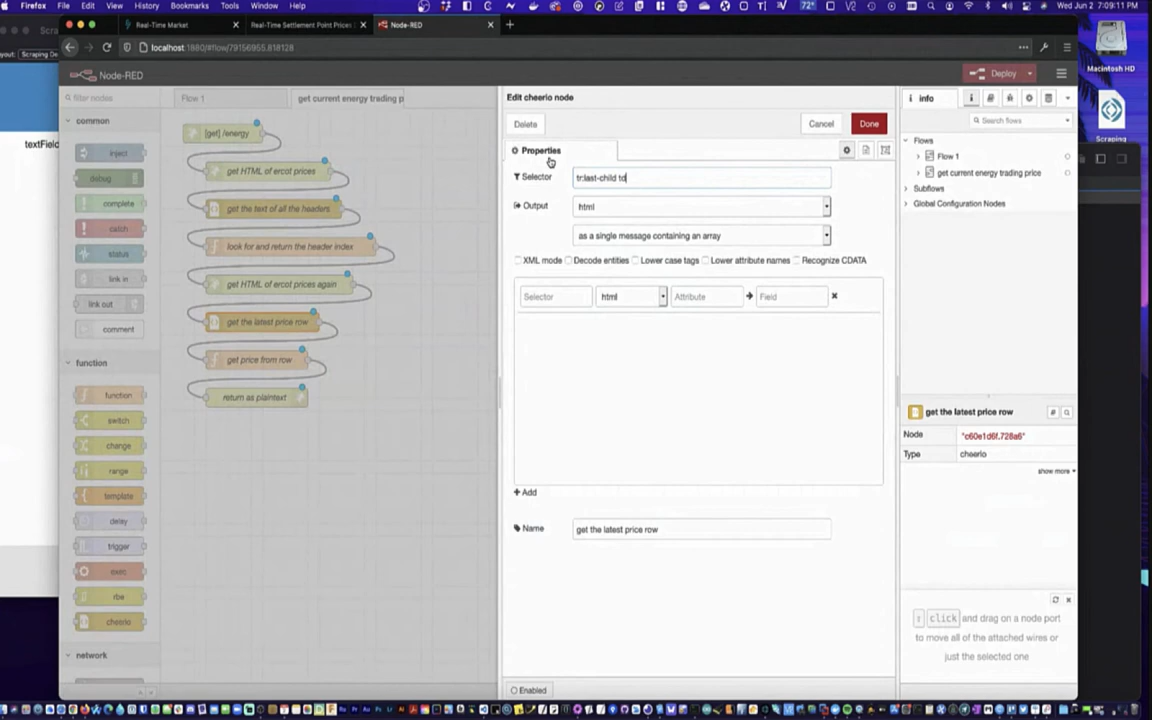 Firefox File Edit View History Bookmarks Tools Window Help 72° Wed Jun 2 7:09:11 PM
Real-Time Market
Real-Time Settlement Point Prices
Node-RED
localhost:1880/#flow/79156955.818128
Node-RED
Deploy
filter nodes
Flow 1
get current energy trading p
common
inject
debug
complete
catch
status
link in
link out
comment
function
function
switch
change
range
template
delay
trigger
exec
rbe
cheerio
network
[get] /energy
get HTML of ercot prices
get the text of all the headers
look for and return the header index
get HTML of ercot prices again
get the latest price row
get price from row
return as plaintext
Edit cheerio node
Delete
Cancel
Done
Properties
Selector
tr:last-child td
Output
html
as a single message containing an array
XML mode
Decode entities
Lower case tags
Lower attribute names
Recognize CDATA
Selector
html
Attribute
Field
Add
Name
get the latest price row
Enabled
info
Search flows
Flows
Flow 1
get current energy trading price
Subflows
Global Configuration Nodes
get the latest price row
Node
"c60e1d6f.728a6"
Type
cheerio
show more
click and drag on a node port
to move all of the attached wires or
just the selected one
textField
Macintosh HD
Scraping